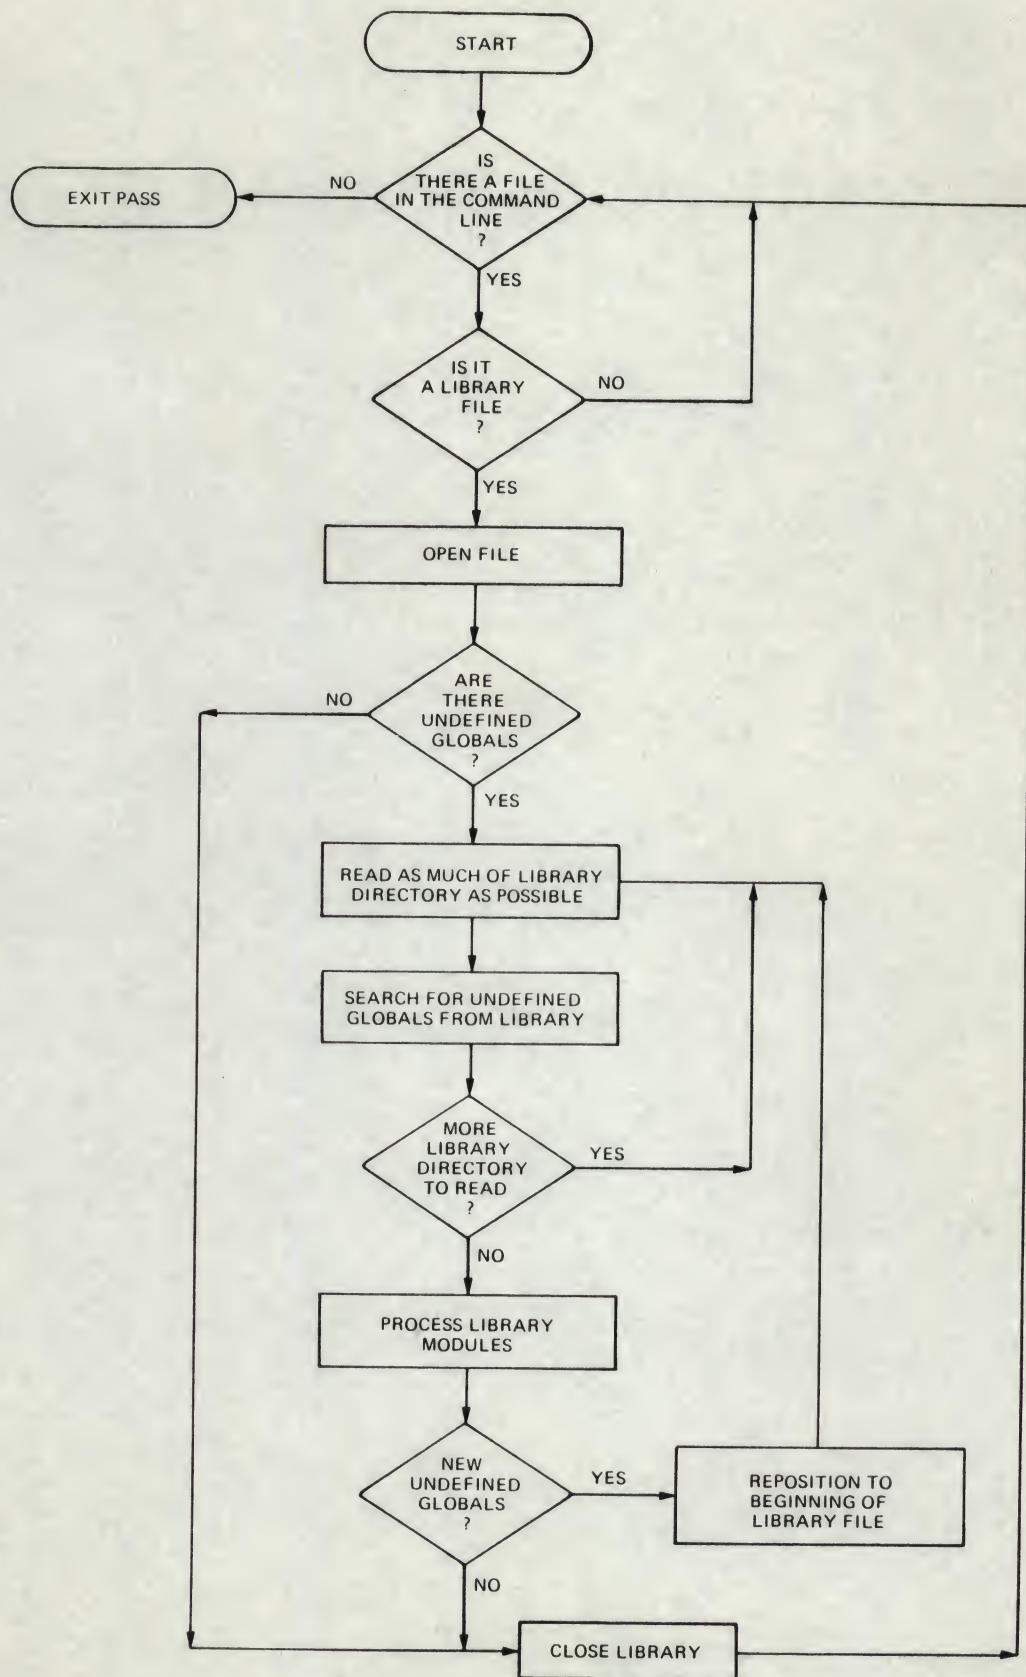 START
IS
THERE A FILE
IN THE COMMAND
LINE
?
NO
EXIT PASS
YES
IS IT
A LIBRARY
FILE
?
NO
YES
OPEN FILE
ARE
THERE
UNDEFINED
GLOBALS
?
NO
YES
READ AS MUCH OF LIBRARY
DIRECTORY AS POSSIBLE
SEARCH FOR UNDEFINED
GLOBALS FROM LIBRARY
MORE
LIBRARY
DIRECTORY
TO READ
?
YES
NO
PROCESS LIBRARY
MODULES
NEW
UNDEFINED
GLOBALS
?
YES
REPOSITION TO
BEGINNING OF
LIBRARY FILE
NO
CLOSE LIBRARY